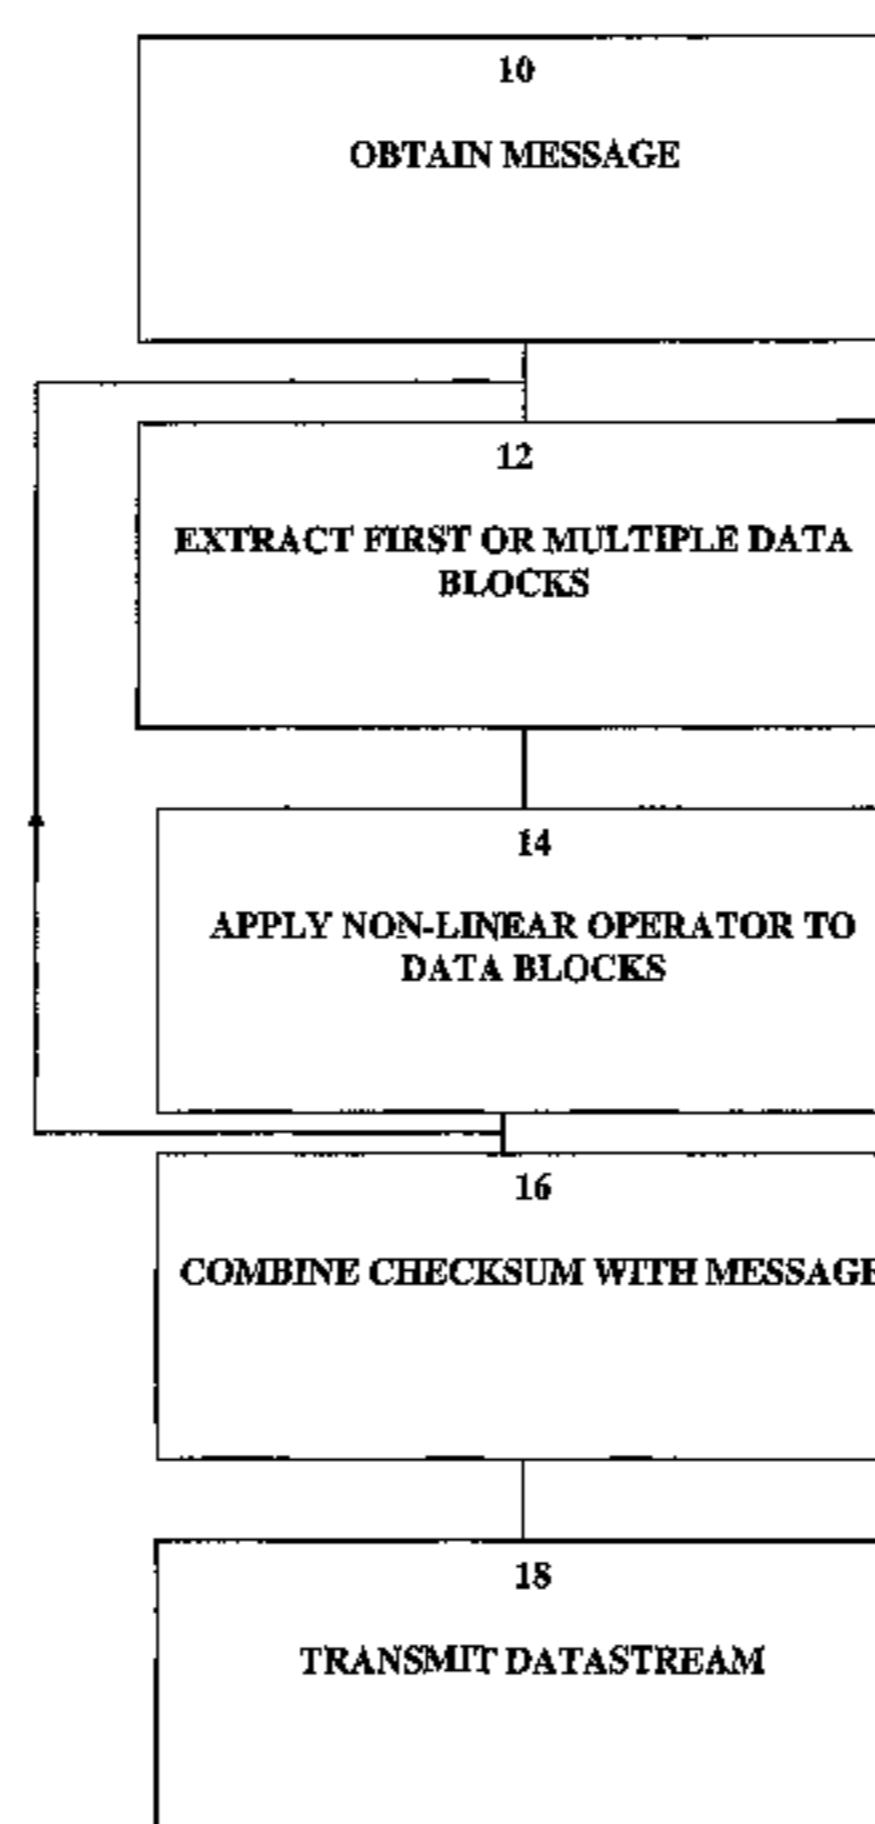 10
OBTAIN MESSAGE
12
EXTRACT FIRST OR MULTIPLE DATA
BLOCKS
14
APPLY NON-LINEAR OPERATOR TO
DATA BLOCKS
16
COMBINE CHECKSUM WITH MESSAGE
18
TRANSMIT DATASTREAM